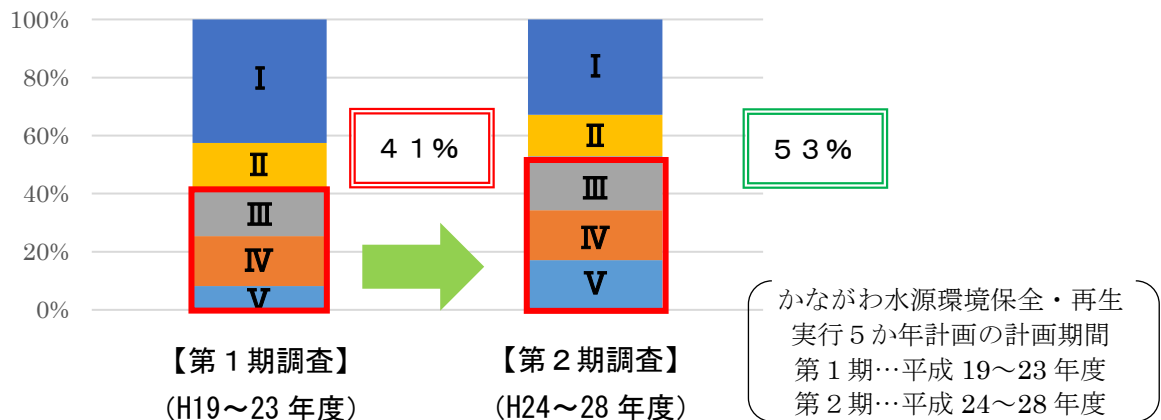 100%
80%
60%
40%
20%
0%
Ⅰ
Ⅱ
Ⅲ
Ⅳ
Ⅴ
４１％
Ⅰ
Ⅱ
Ⅲ
Ⅳ
Ⅴ
５３％
【第１期調査】
(H19～23 年度)
【第２期調査】
(H24～28 年度)
かながわ水源環境保全・再生
実行５か年計画の計画期間
第１期…平成 19～23 年度
第２期…平成 24～28 年度